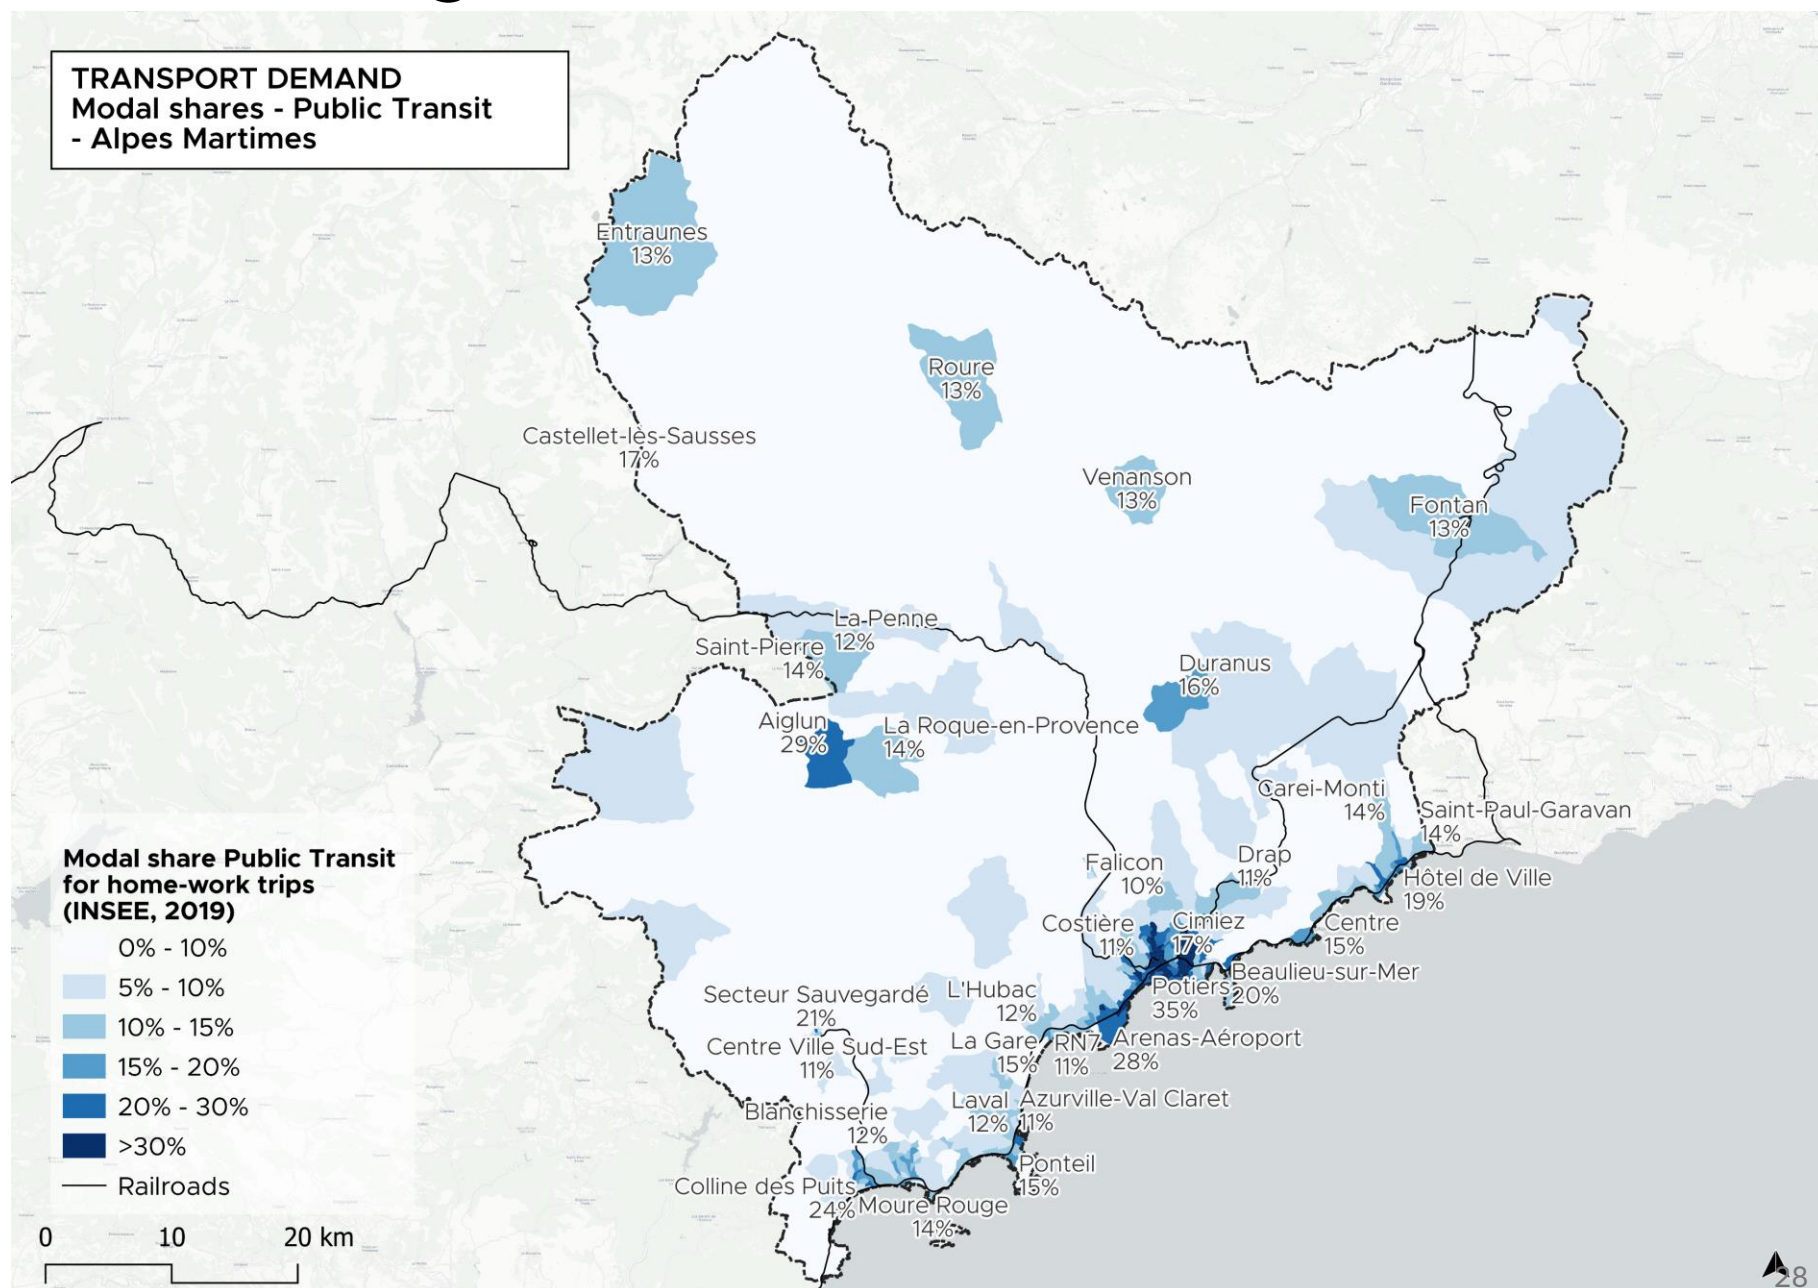 TRANSPORT DEMAND
Modal shares - Public Transit
- Alpes Martimes
Entraunes
13%
Roure
13%
Castellet-lès-Sausses
17%
Venanson
13%
Fontan
13%
La-Penne
12%
Saint-Pierre
14%
Duranus
16%
Aiglun
29%
La Roque-en-Provence
14%
Carei-Monti
14%
Saint-Paul-Garavan
14%
Falicon
10%
Drap
11%
Hôtel de Ville
19%
Costière
11%
Cimiez
17%
Centre
15%
Beaulieu-sur-Mer
20%
Potiers
35%
Secteur Sauvegardé
21%
L'Hubac
12%
Centre Ville Sud-Est
11%
La Gare
15%
RN7
11%
Arenas-Aéroport
28%
Blanchisserie
12%
Laval
12%
Azurville-Val Claret
11%
Ponteil
15%
Colline des Puits
24%
Moure Rouge
14%
Modal share Public Transit
for home-work trips
(INSEE, 2019)
0% - 10%
5% - 10%
10% - 15%
15% - 20%
20% - 30%
>30%
Railroads
0 10 20 km
28